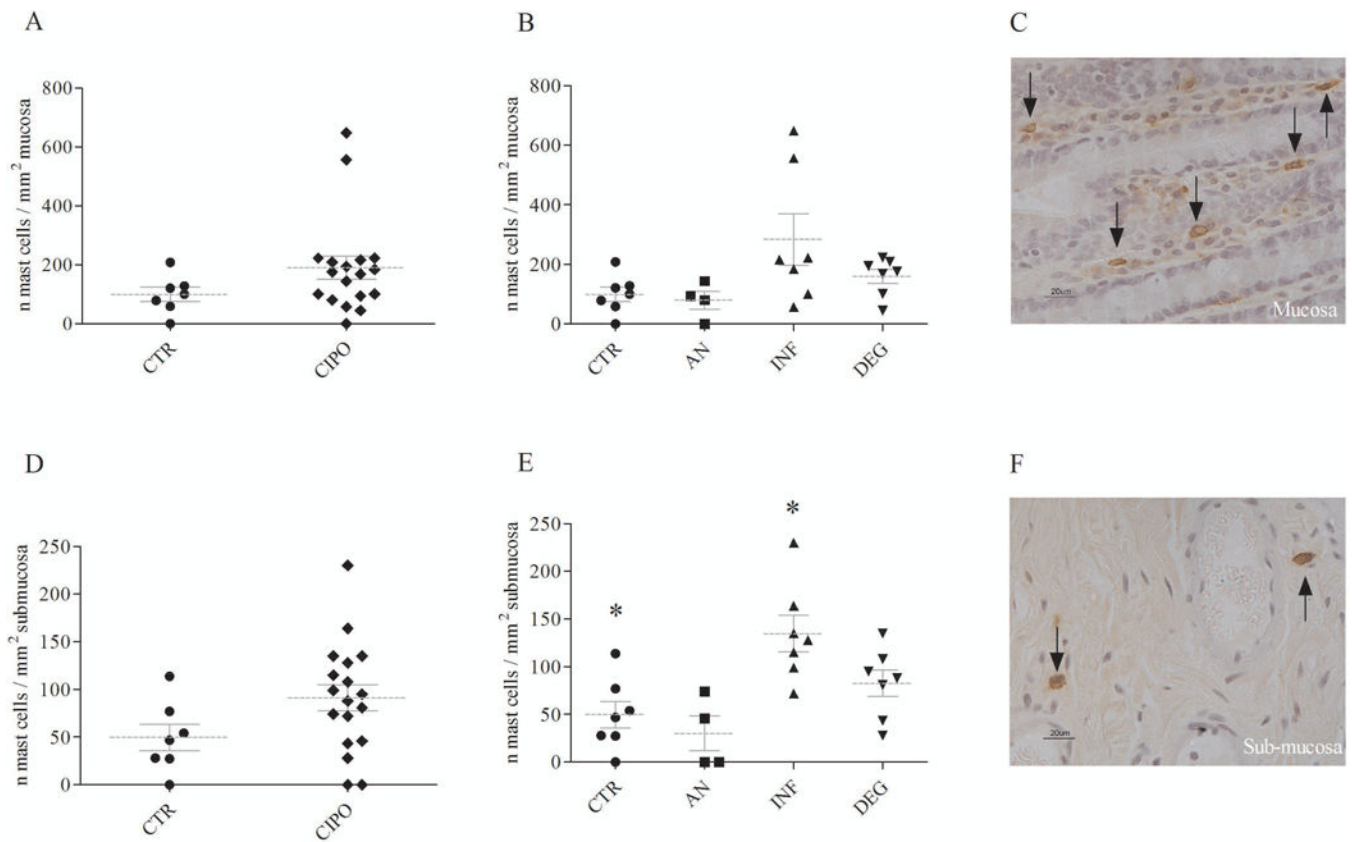 A
B
C
n mast cells / mm² mucosa
800
600
400
200
0
CTR
CIPO
n mast cells / mm² mucosa
800
600
400
200
0
CTR
AN
INF
DEG
20um
Mucosa
D
E
F
n mast cells / mm² submucosa
250
200
150
100
50
0
CTR
CIPO
n mast cells / mm² submucosa
250
200
150
100
50
0
*
*
CTR
AN
INF
DEG
20um
Sub-mucosa